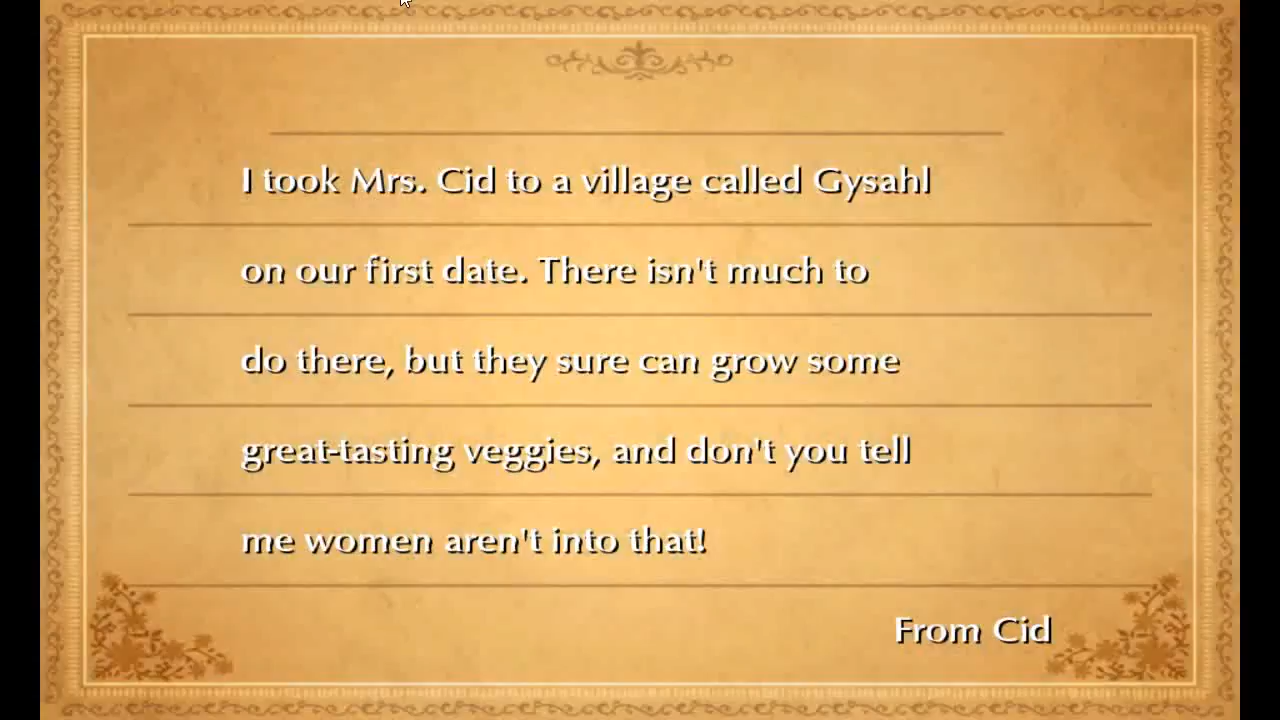 I took Mrs. Cid to a village called Gysahl
on our first date. There isn't much to
do there, but they sure can grow some
great-tasting veggies, and don't you tell
me women aren't into that!
From Cid